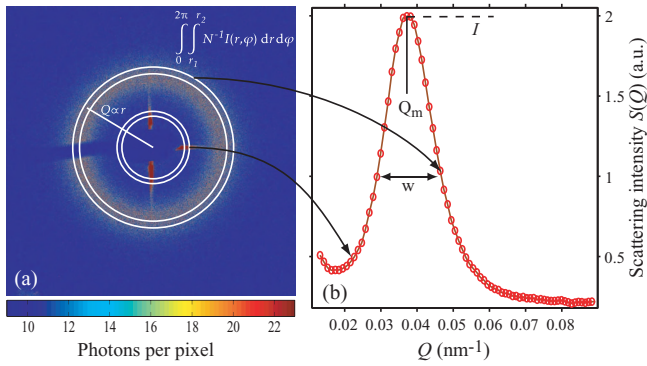 2π r₂
∫∫ N⁻¹I(r,φ) dr dφ
0 r₁
Q∝r
(a)
10 12 14 16 18 20 22
Photons per pixel
I
Qₘ
w
(b)
2
1.5
1
0.5
Scattering intensity S(Q) (a.u.)
0.02 0.03 0.04 0.05 0.06 0.07 0.08
Q (nm⁻¹)